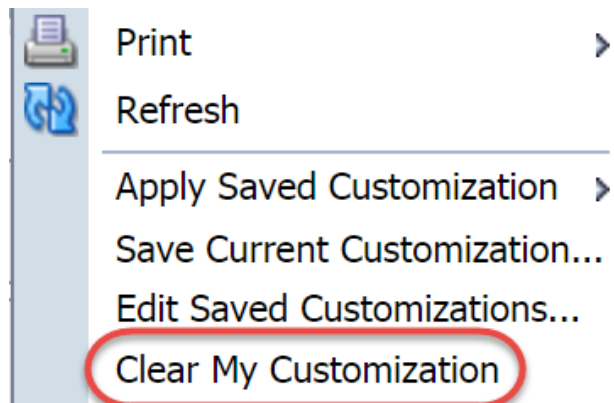 Print
Refresh
Apply Saved Customization
Save Current Customization...
Edit Saved Customizations...
Clear My Customization